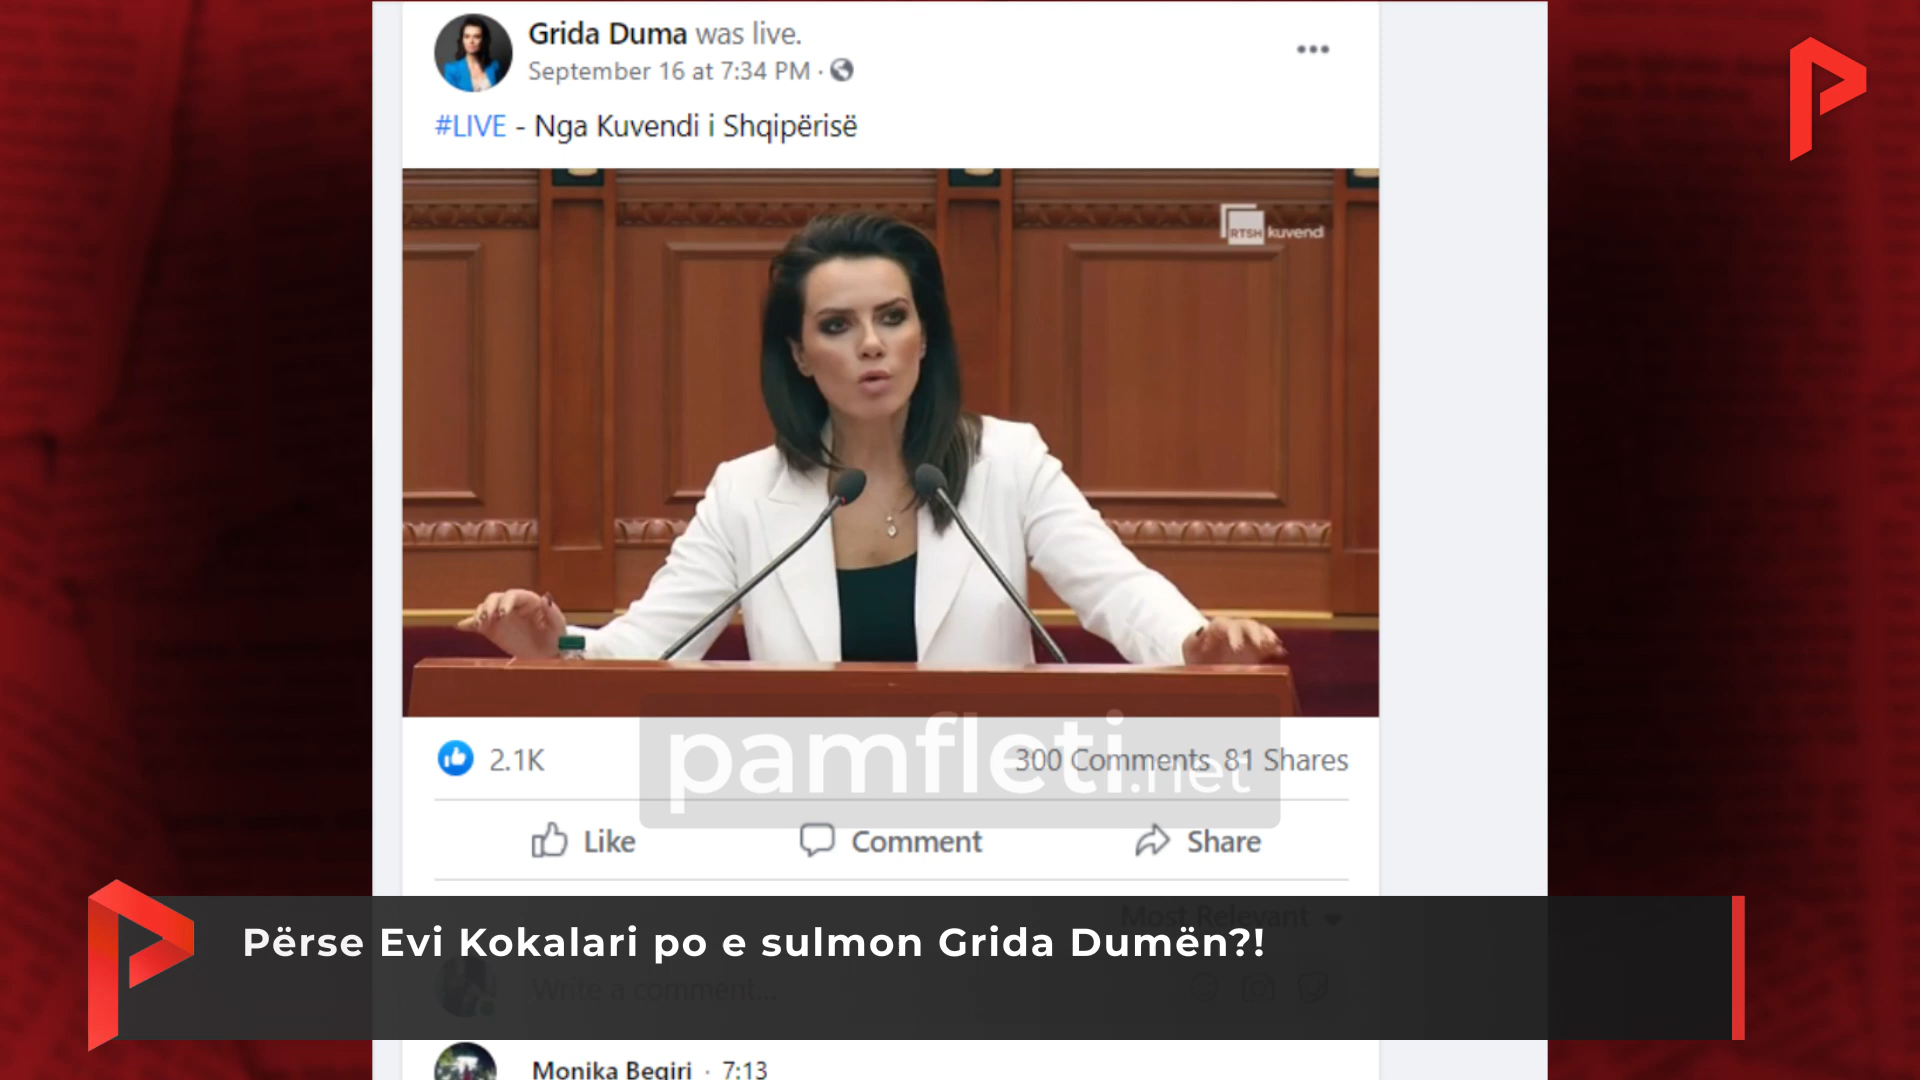 Grida Duma was live.
September 16 at 7:34 PM ·
#LIVE - Nga Kuvendi i Shqipërisë
RTSH kuvendi
2.1K
300 Comments 81 Shares
pamfleti.net
Like Comment Share
Most Relevant
Përse Evi Kokalari po e sulmon Grida Dumën?!
Write a comment...
Monika Beqiri · 7:13